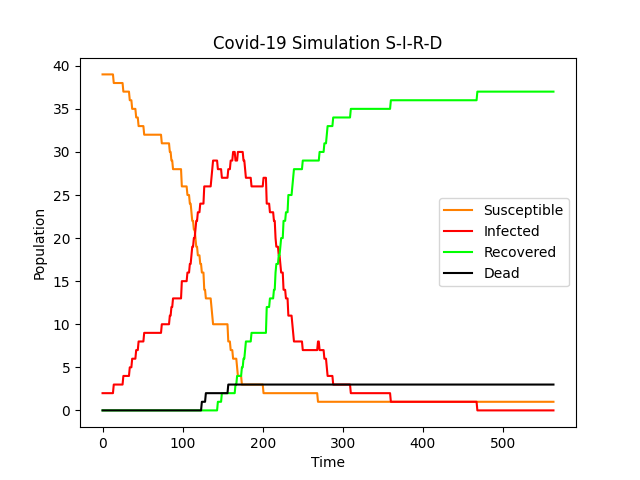 Covid-19 Simulation S-I-R-D
40
35
30
25
20
15
10
5
0
Population
Susceptible
Infected
Recovered
Dead
0 100 200 300 400 500
Time